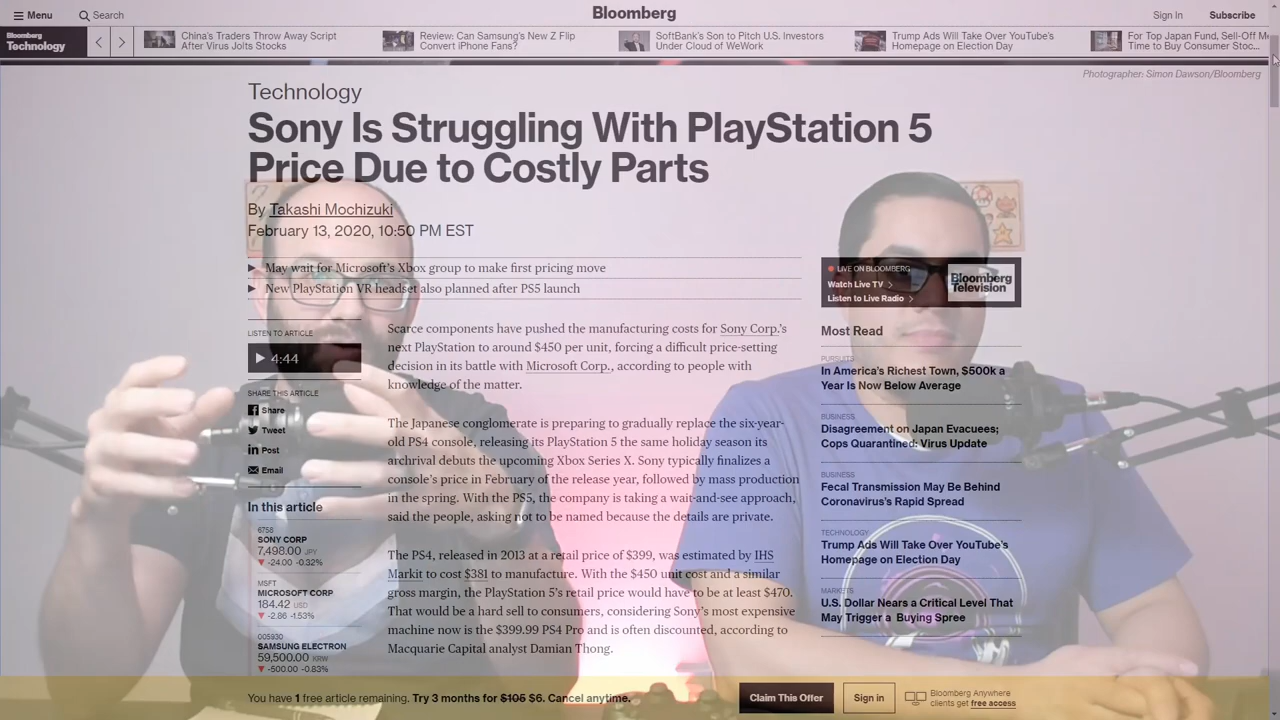 Menu
Search
Bloomberg
Sign In
Subscribe
Bloomberg
Technology
China's Traders Throw Away Script
After Virus Jolts Stocks
Review: Can Samsung's New Z Flip
Convert iPhone Fans?
SoftBank's Son to Pitch U.S. Investors
Under Cloud of WeWork
Trump Ads Will Take Over YouTube's
Homepage on Election Day
For Top Japan Fund, Sell-Off Me
Time to Buy Consumer Stoc...
Photographer: Simon Dawson/Bloomberg
Technology
Sony Is Struggling With PlayStation 5
Price Due to Costly Parts
By Takashi Mochizuki
February 13, 2020, 10:50 PM EST
May wait for Microsoft's Xbox group to make first pricing move
New PlayStation VR headset also planned after PS5 launch
LISTEN TO ARTICLE
4:44
SHARE THIS ARTICLE
Share
Tweet
Post
Email
In this article
6758
SONY CORP
7,498.00 JPY
-24.00 -0.32%
MSFT
MICROSOFT CORP
184.42 USD
-2.86 -1.53%
005930
SAMSUNG ELECTRON
59,500.00 KRW
-500.00 -0.83%
Scarce components have pushed the manufacturing costs for Sony Corp.'s
next PlayStation to around $450 per unit, forcing a difficult price-setting
decision in its battle with Microsoft Corp., according to people with
knowledge of the matter.
The Japanese conglomerate is preparing to gradually replace the six-year-
old PS4 console, releasing its PlayStation 5 the same holiday season its
archrival debuts the upcoming Xbox Series X. Sony typically finalizes a
console's price in February of the release year, followed by mass production
in the spring. With the PS5, the company is taking a wait-and-see approach,
said the people, asking not to be named because the details are private.
The PS4, released in 2013 at a retail price of $399, was estimated by IHS
Markit to cost $381 to manufacture. With the $450 unit cost and a similar
gross margin, the PlayStation 5's retail price would have to be at least $470.
That would be a hard sell to consumers, considering Sony's most expensive
machine now is the $399.99 PS4 Pro and is often discounted, according to
Macquarie Capital analyst Damian Thong.
LIVE ON BLOOMBERG
Watch Live TV
Listen to Live Radio
Bloomberg
Television
Most Read
PURSUITS
In America's Richest Town, $500k a
Year Is Now Below Average
BUSINESS
Disagreement on Japan Evacuees;
Cops Quarantined: Virus Update
BUSINESS
Fecal Transmission May Be Behind
Coronavirus's Rapid Spread
TECHNOLOGY
Trump Ads Will Take Over YouTube's
Homepage on Election Day
MARKETS
U.S. Dollar Nears a Critical Level That
May Trigger a Buying Spree
You have 1 free article remaining. Try 3 months for $105 $6. Cancel anytime.
Claim This Offer
Sign in
Bloomberg Anywhere
clients get free access